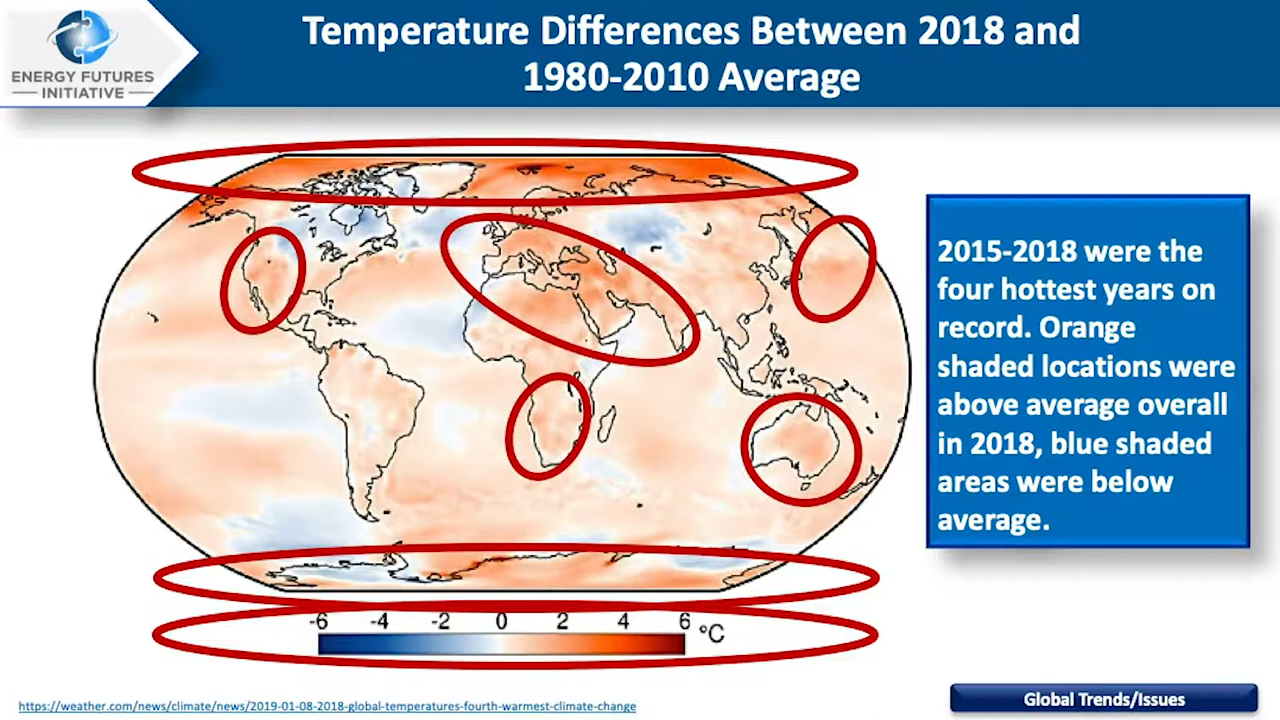 ENERGY FUTURES
INITIATIVE
Temperature Differences Between 2018 and
1980-2010 Average
2015-2018 were the
four hottest years on
record. Orange
shaded locations were
above average overall
in 2018, blue shaded
areas were below
average.
-6 -4 -2 0 2 4 6 °C
https://weather.com/news/climate/news/2019-01-08-2018-global-temperatures-fourth-warmest-climate-change
Global Trends/Issues